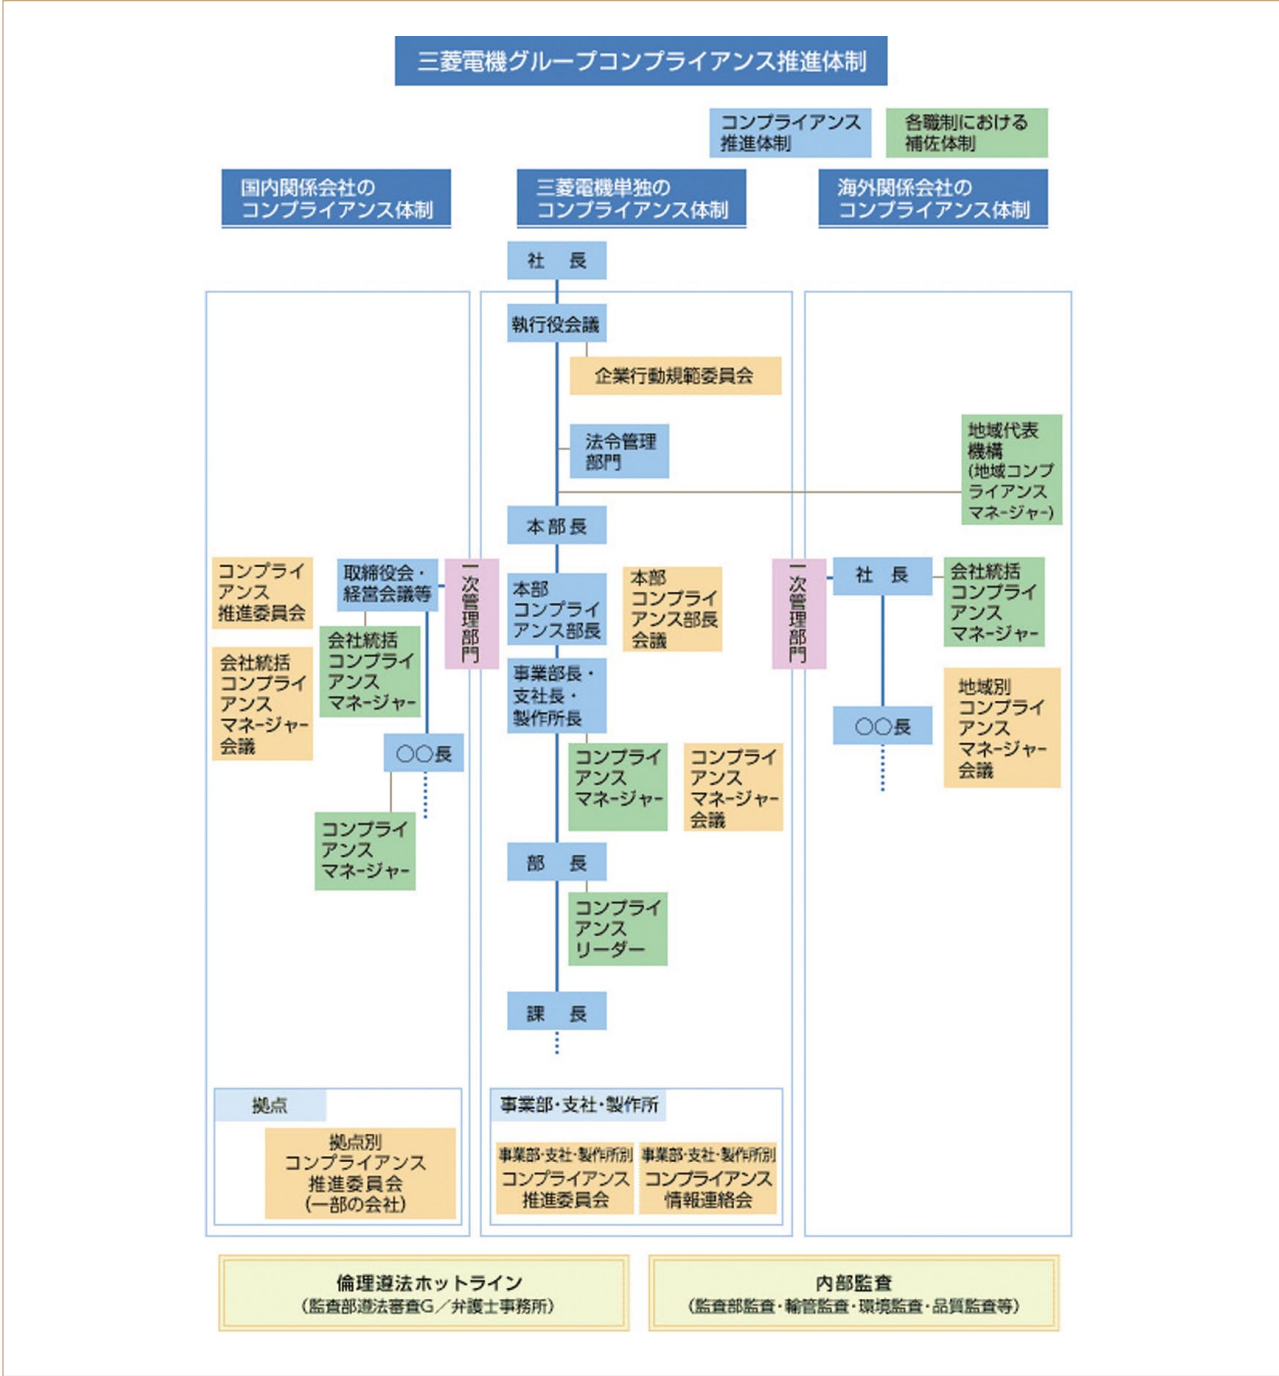 三菱電機グループコンプライアンス推進体制
コンプライアンス
推進体制
各職制における
補佐体制
国内関係会社の
コンプライアンス体制
三菱電機単独の
コンプライアンス体制
海外関係会社の
コンプライアンス体制
社　長
執行役会議
企業行動規範委員会
法令管理
部門
地域代表
機構
(地域コンプ
ライアンス
マネージャー)
本部長
コンプライ
アンス
推進委員会
取締役会・
経営会議等
一次管理部門
本部
コンプライ
アンス部長
本部
コンプライ
アンス部長
会議
一次管理部門
社　長
会社統括
コンプライ
アンス
マネージャー
会社統括
コンプライ
アンス
マネージャー
会議
会社統括
コンプライ
アンス
マネージャー
事業部長・
支社長・
製作所長
地域別
コンプライ
アンス
マネージャー
会議
○○長
○○長
コンプライ
アンス
マネージャー
コンプライ
アンス
マネージャー
会議
コンプライ
アンス
マネージャー
部　長
コンプライ
アンス
リーダー
課　長
拠点
拠点別
コンプライアンス
推進委員会
(一部の会社)
事業部・支社・製作所
事業部・支社・製作所別
コンプライアンス
推進委員会
事業部・支社・製作所別
コンプライアンス
情報連絡会
倫理遵法ホットライン
(監査部遵法審査G／弁護士事務所)
内部監査
(監査部監査・輸管監査・環境監査・品質監査等)